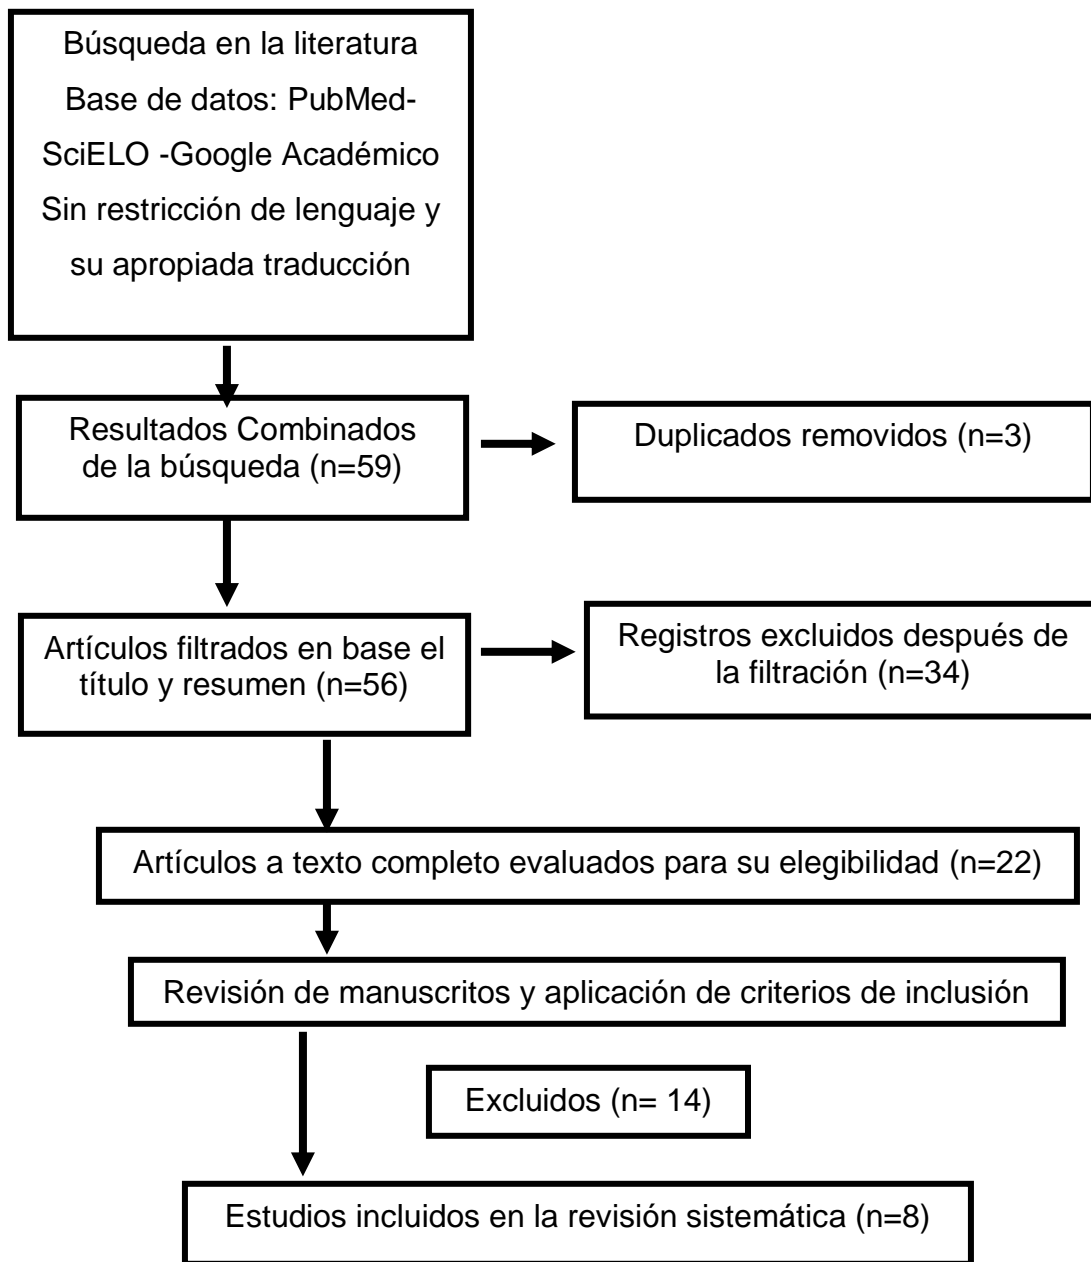 Búsqueda en la literatura
Base de datos: PubMed-
SciELO -Google Académico
Sin restricción de lenguaje y
su apropiada traducción
Resultados Combinados
de la búsqueda (n=59)
Duplicados removidos (n=3)
Artículos filtrados en base el
título y resumen (n=56)
Registros excluidos después de
la filtración (n=34)
Artículos a texto completo evaluados para su elegibilidad (n=22)
Revisión de manuscritos y aplicación de criterios de inclusión
Excluidos (n= 14)
Estudios incluidos en la revisión sistemática (n=8)